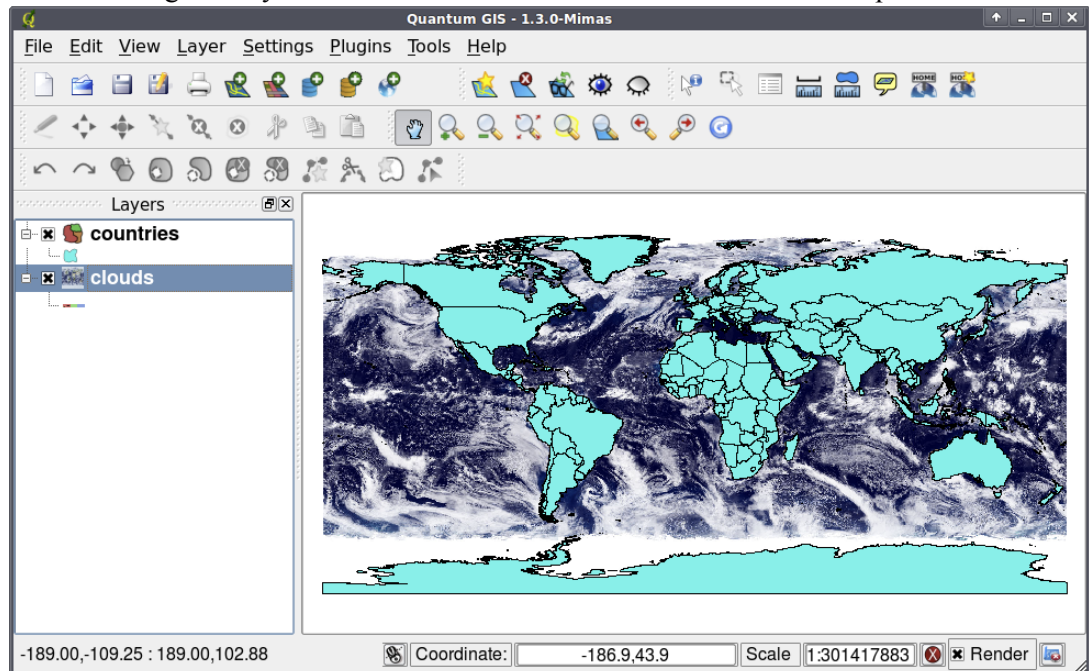 Quantum GIS - 1.3.0-Mimas
File Edit View Layer Settings Plugins Tools Help
HOME
Layers
countries
clouds
-189.00,-109.25 : 189.00,102.88 Coordinate: -186.9,43.9 Scale 1:301417883 Render